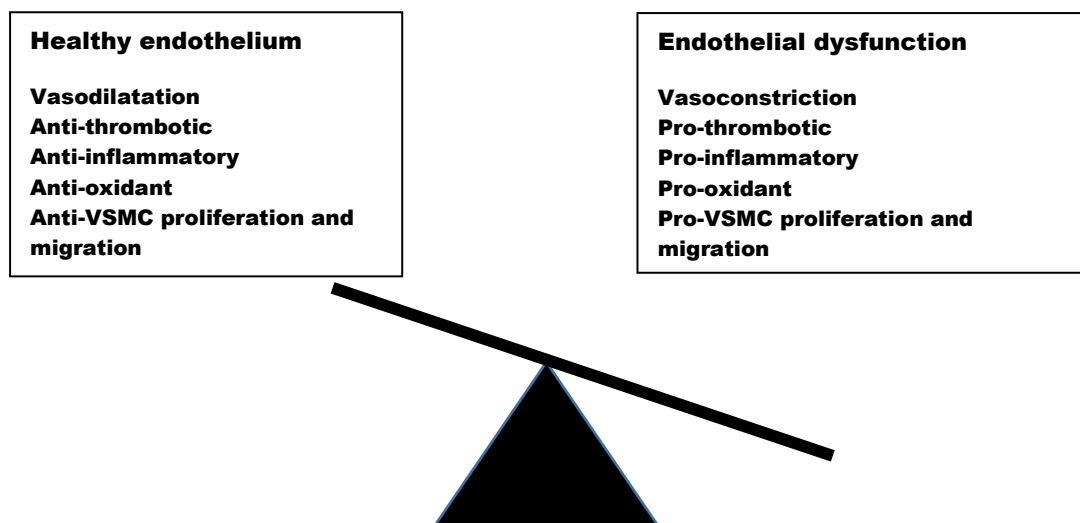 Healthy endothelium
Vasodilatation
Anti-thrombotic
Anti-inflammatory
Anti-oxidant
Anti-VSMC proliferation and
migration
Endothelial dysfunction
Vasoconstriction
Pro-thrombotic
Pro-inflammatory
Pro-oxidant
Pro-VSMC proliferation and
migration